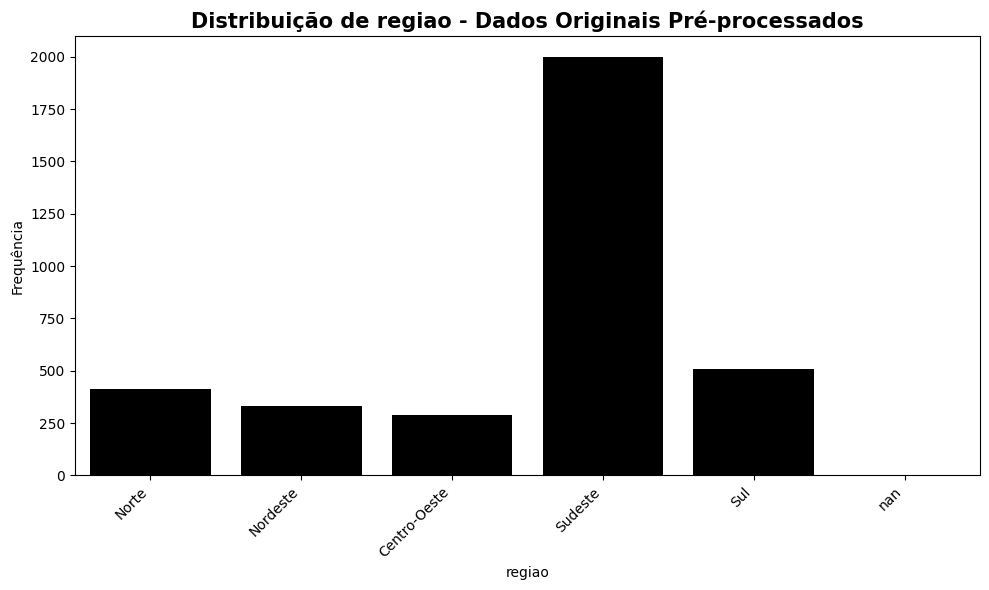 Distribuição de regiao - Dados Originais Pré-processados
2000
1750
1500
1250
1000
750
500
250
0
Frequência
Norte
Nordeste
Centro-Oeste
Sudeste
Sul
nan
regiao